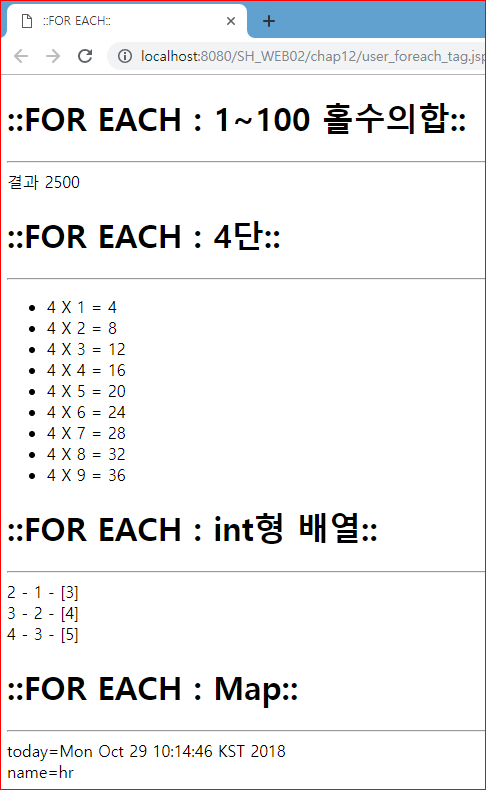 ::FOR EACH::
localhost:8080/SH_WEB02/chap12/user_foreach_tag.jsp
::FOR EACH : 1~100 홀수의합::
결과 2500
::FOR EACH : 4단::
4 X 1 = 4
4 X 2 = 8
4 X 3 = 12
4 X 4 = 16
4 X 5 = 20
4 X 6 = 24
4 X 7 = 28
4 X 8 = 32
4 X 9 = 36
::FOR EACH : int형 배열::
2 - 1 - [3]
3 - 2 - [4]
4 - 3 - [5]
::FOR EACH : Map::
today=Mon Oct 29 10:14:46 KST 2018
name=hr